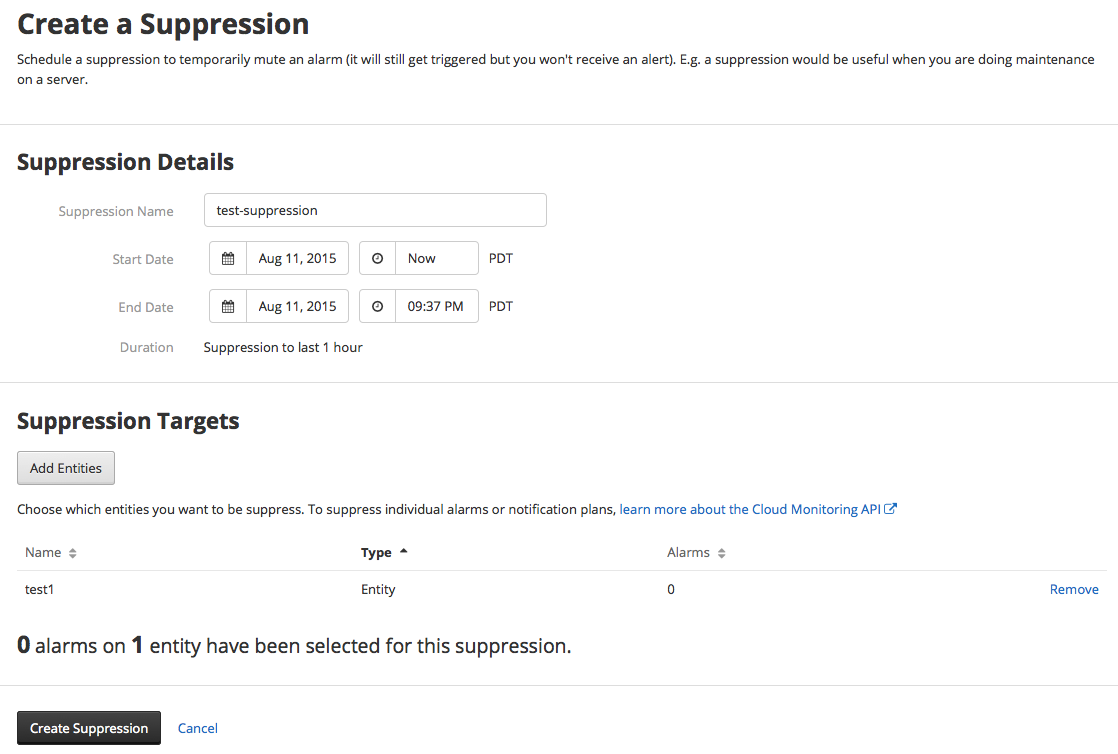 Create a Suppression
Schedule a suppression to temporarily mute an alarm (it will still get triggered but you won't receive an alert). E.g. a suppression would be useful when you are doing maintenance
on a server.
Suppression Details
Suppression Name test-suppression
Start Date Aug 11, 2015 Now PDT
End Date Aug 11, 2015 09:37 PM PDT
Duration Suppression to last 1 hour
Suppression Targets
Add Entities
Choose which entities you want to be suppress. To suppress individual alarms or notification plans, learn more about the Cloud Monitoring API
Name Type Alarms
test1 Entity 0 Remove
0 alarms on 1 entity have been selected for this suppression.
Create Suppression Cancel